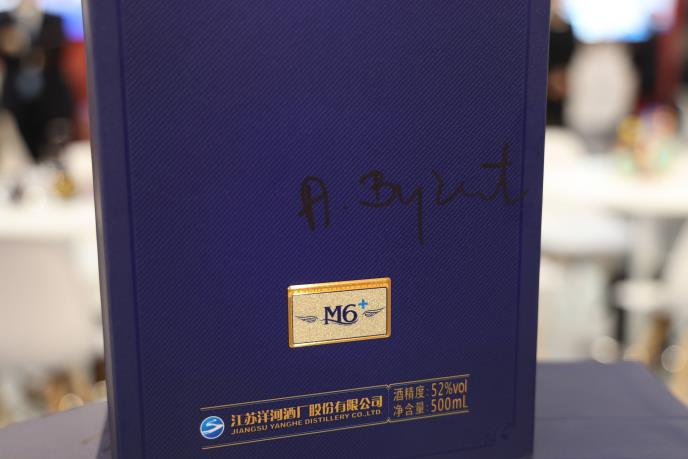 M6+
江苏洋河酒厂股份有限公司
JIANGSU YANGHE DISTILLERY CO.,LTD.
酒精度：52%vol
净含量：500mL